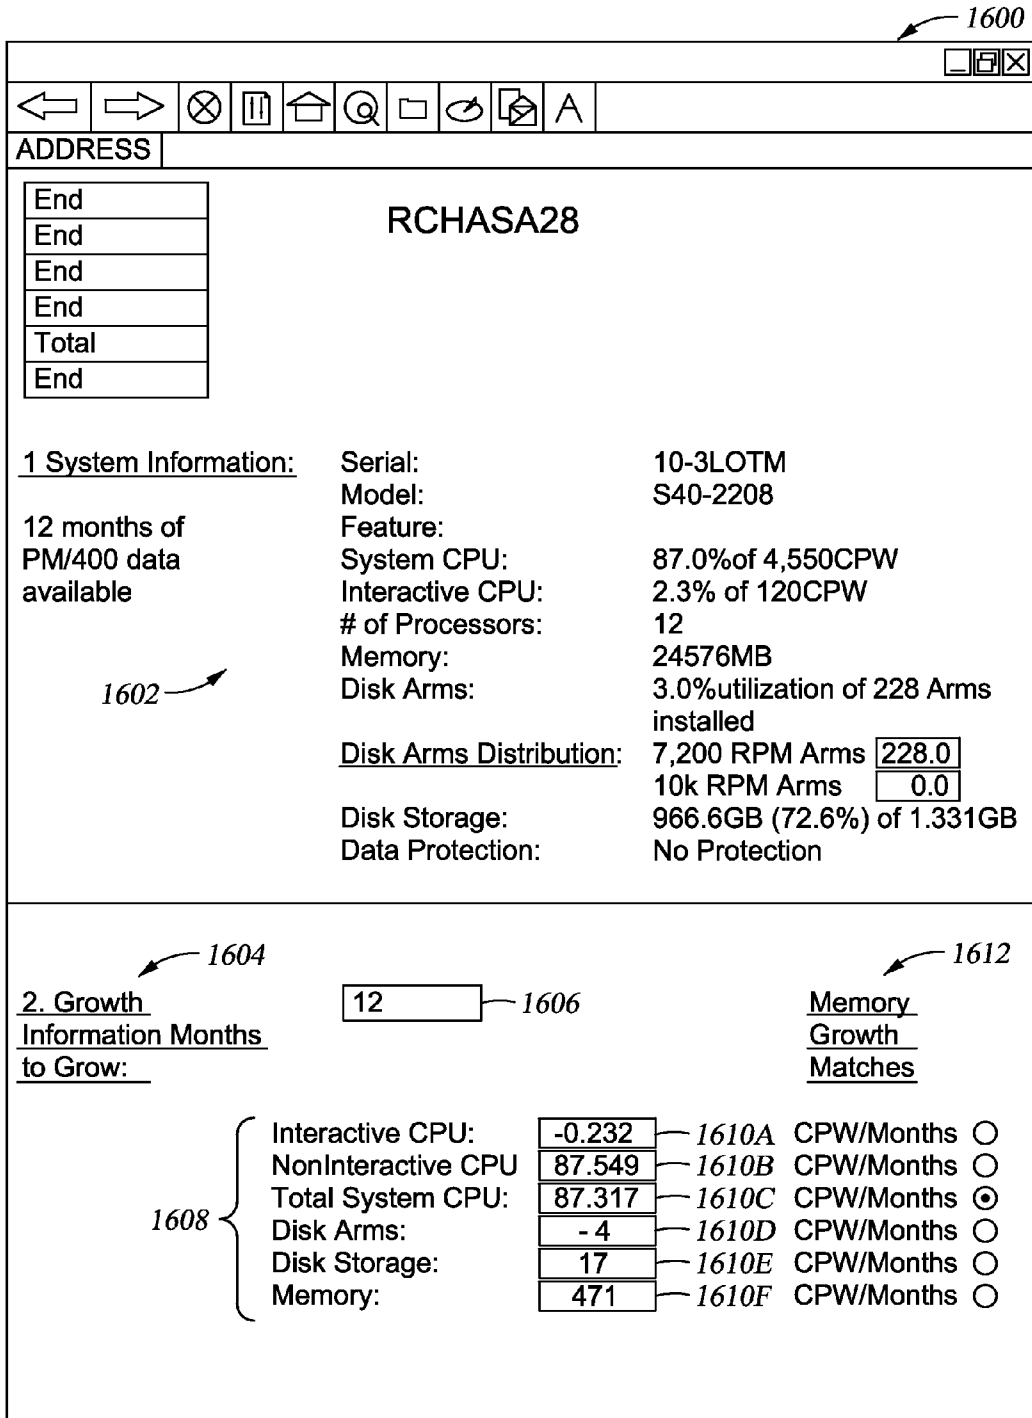 1600
A
ADDRESS
End
End
End
End
Total
End
RCHASA28
1 System Information:
12 months of
PM/400 data
available
1602
Serial: 10-3LOTM
Model: S40-2208
Feature:
System CPU: 87.0%of 4,550CPW
Interactive CPU: 2.3% of 120CPW
# of Processors: 12
Memory: 24576MB
Disk Arms: 3.0%utilization of 228 Arms
installed
Disk Arms Distribution: 7,200 RPM Arms 228.0
10k RPM Arms 0.0
Disk Storage: 966.6GB (72.6%) of 1.331GB
Data Protection: No Protection
1604
2. Growth
Information Months
to Grow:
12 1606
1612
Memory
Growth
Matches
1608
Interactive CPU: -0.232 1610A CPW/Months
NonInteractive CPU 87.549 1610B CPW/Months
Total System CPU: 87.317 1610C CPW/Months
Disk Arms: - 4 1610D CPW/Months
Disk Storage: 17 1610E CPW/Months
Memory: 471 1610F CPW/Months